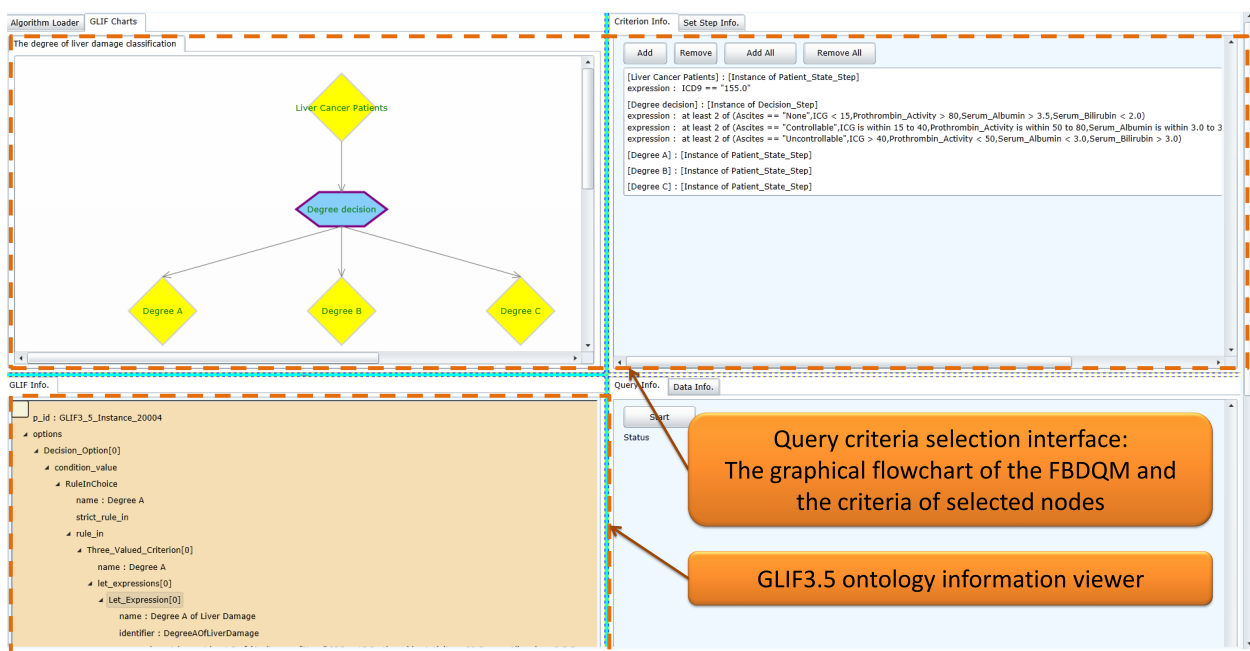 Algorithm Loader
GLIF Charts
The degree of liver damage classification
Liver Cancer Patients
Degree decision
Degree A
Degree B
Degree C
Criterion Info.
Set Step Info.
Add
Remove
Add All
Remove All
[Liver Cancer Patients] : [Instance of Patient_State_Step]
expression : ICD9 == "155.0"
[Degree decision] : [Instance of Decision_Step]
expression : at least 2 of (Ascites == "None",ICG < 15,Prothrombin_Activity > 80,Serum_Albumin > 3.5,Serum_Bilirubin < 2.0)
expression : at least 2 of (Ascites == "Controllable",ICG is within 15 to 40,Prothrombin_Activity is within 50 to 80,Serum_Albumin is within 3.0 to 3
expression : at least 2 of (Ascites == "Uncontrollable",ICG > 40,Prothrombin_Activity < 50,Serum_Albumin < 3.0,Serum_Bilirubin > 3.0)
[Degree A] : [Instance of Patient_State_Step]
[Degree B] : [Instance of Patient_State_Step]
[Degree C] : [Instance of Patient_State_Step]
GLIF Info.
p_id : GLIF3_5_Instance_20004
options
Decision_Option[0]
condition_value
RuleInChoice
name : Degree A
strict_rule_in
rule_in
Three_Valued_Criterion[0]
name : Degree A
let_expressions[0]
Let_Expression[0]
name : Degree A of Liver Damage
identifier : DegreeAOfLiverDamage
Query Info.
Data Info.
Start
Status
Query criteria selection interface:
The graphical flowchart of the FBDQM and
the criteria of selected nodes
GLIF3.5 ontology information viewer